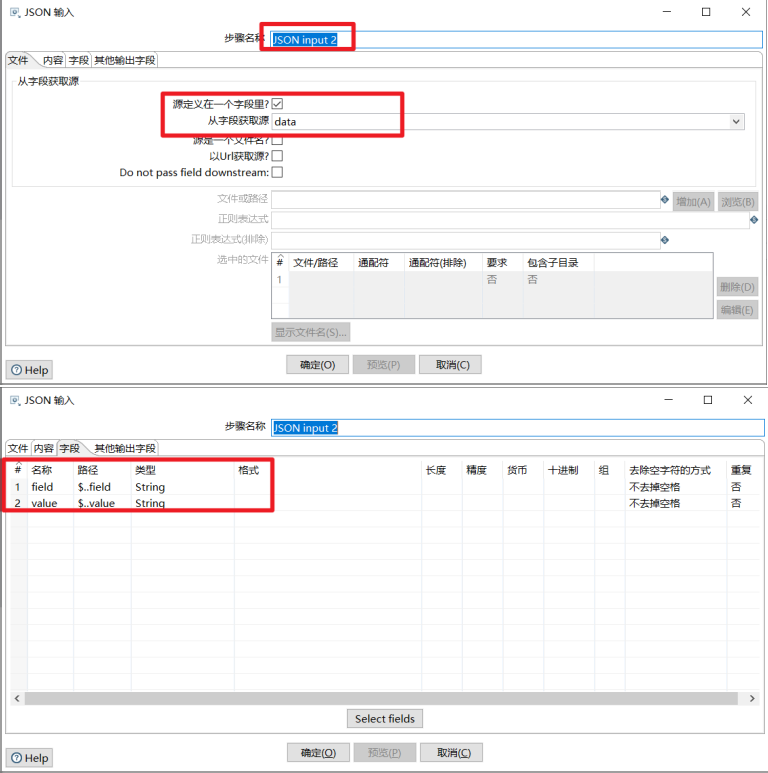 JSON 输入
步骤名称 JSON input 2
文件 内容 字段 其他输出字段
从字段获取源
源定义在一个字段里?
从字段获取源 data
源是一个文件名?
以Url获取源?
Do not pass field downstream:
文件或路径 增加(A) 浏览(B)
正则表达式
正则表达式(排除)
选中的文件 # 文件/路径 通配符 通配符(排除) 要求 包含子目录
1 否 否
删除(D)
编辑(E)
显示文件名(S)...
Help 确定(O) 预览(P) 取消(C)
JSON 输入
步骤名称 JSON input 2
文件 内容 字段 其他输出字段
# 名称 路径 类型 格式 长度 精度 货币 十进制 组 去除空字符的方式 重复
1 field $..field String 不去掉空格 否
2 value $..value String 不去掉空格 否
Select fields
Help 确定(O) 预览(P) 取消(C)